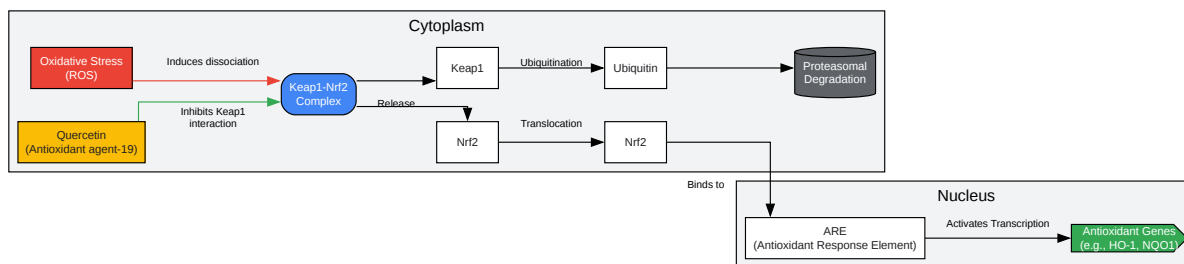 Cytoplasm
Oxidative Stress
(ROS)
Induces dissociation
Keap1-Nrf2
Complex
Keap1
Ubiquitination
Ubiquitin
Proteasomal
Degradation
Quercetin
(Antioxidant agent-19)
Inhibits Keap1
interaction
Release
Nrf2
Translocation
Nrf2
Binds to
Nucleus
ARE
(Antioxidant Response Element)
Activates Transcription
Antioxidant Genes
(e.g., HO-1, NQO1)